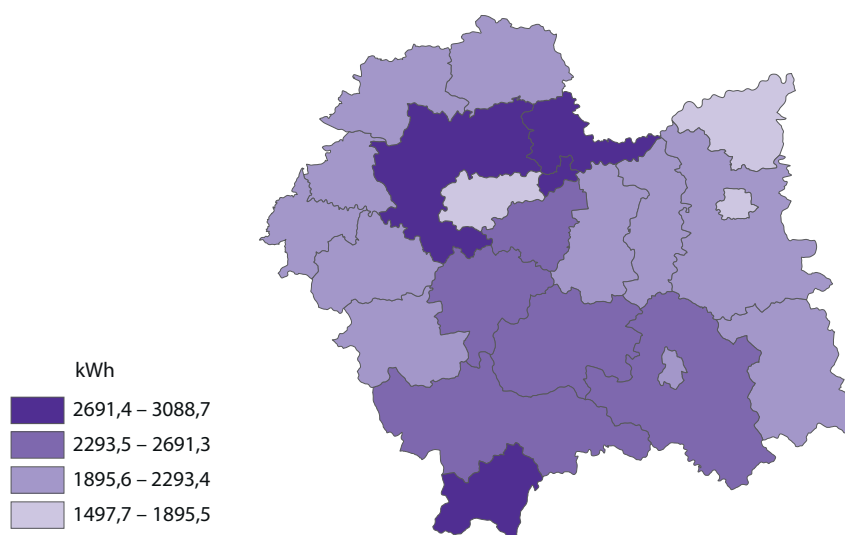 kWh
2691,4 – 3088,7
2293,5 – 2691,3
1895,6 – 2293,4
1497,7 – 1895,5